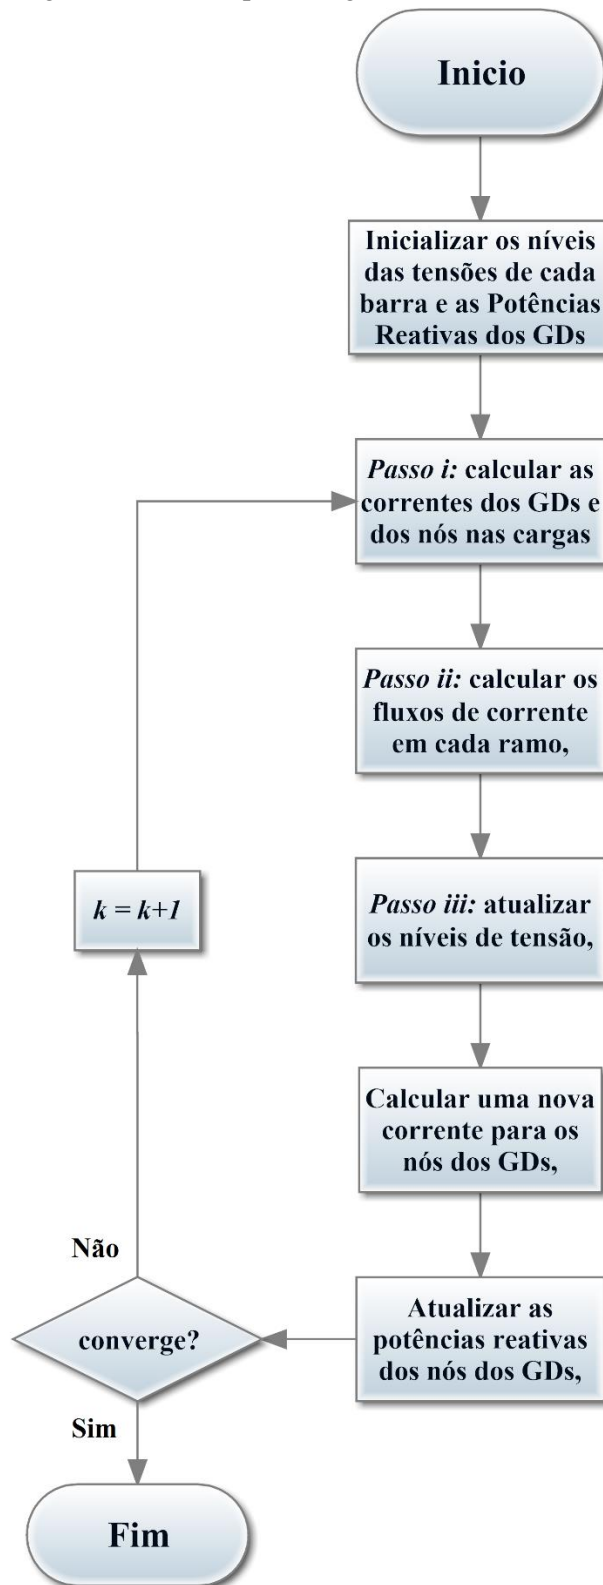 Inicio
Inicializar os níveis
das tensões de cada
barra e as Potências
Reativas dos GDs
Passo i: calcular as
correntes dos GDs e
dos nós nas cargas
Passo ii: calcular os
fluxos de corrente
em cada ramo,
Passo iii: atualizar
os níveis de tensão,
Calcular uma nova
corrente para os
nós dos GDs,
Atualizar as
potências reativas
dos nós dos GDs,
converge?
Não
k = k+1
Sim
Fim